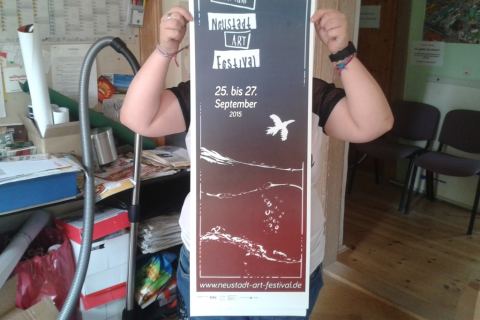 Neustadt
ART
Festival
25. bis 27.
September
2015
www.neustadt-art-festival.de